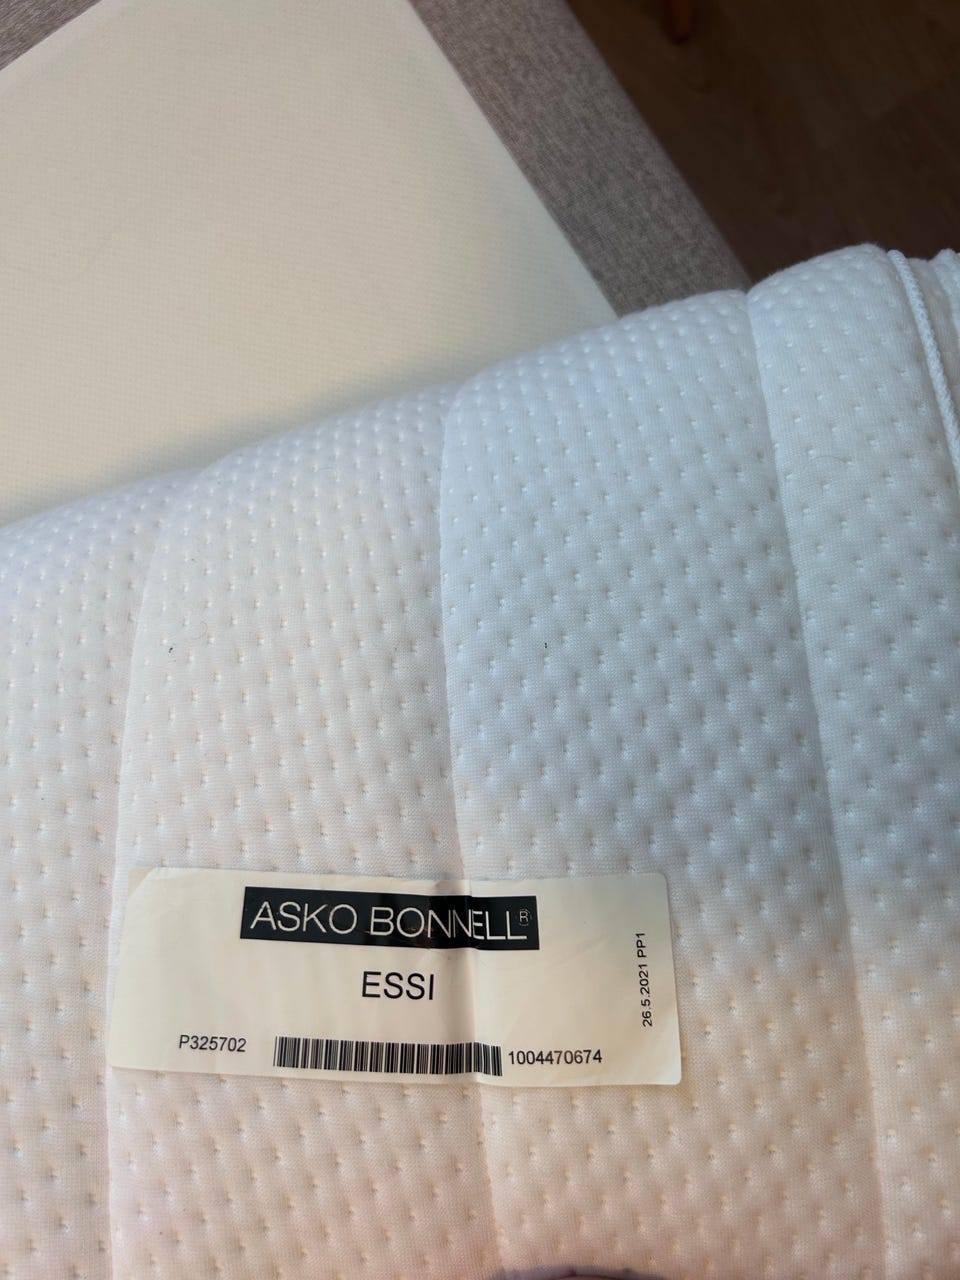 ASKO BONNELL®
ESSI
P325702
1004470674
26.5.2021 PP1